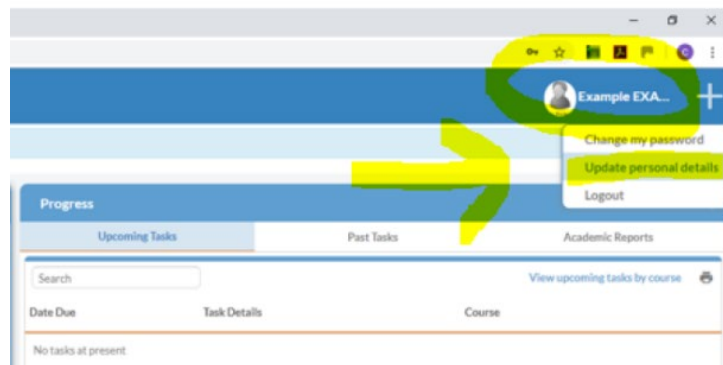 Example EXA...
Change my password
Update personal details
Logout
Progress
Upcoming Tasks Past Tasks Academic Reports
Search View upcoming tasks by course
Date Due Task Details Course
No tasks at present